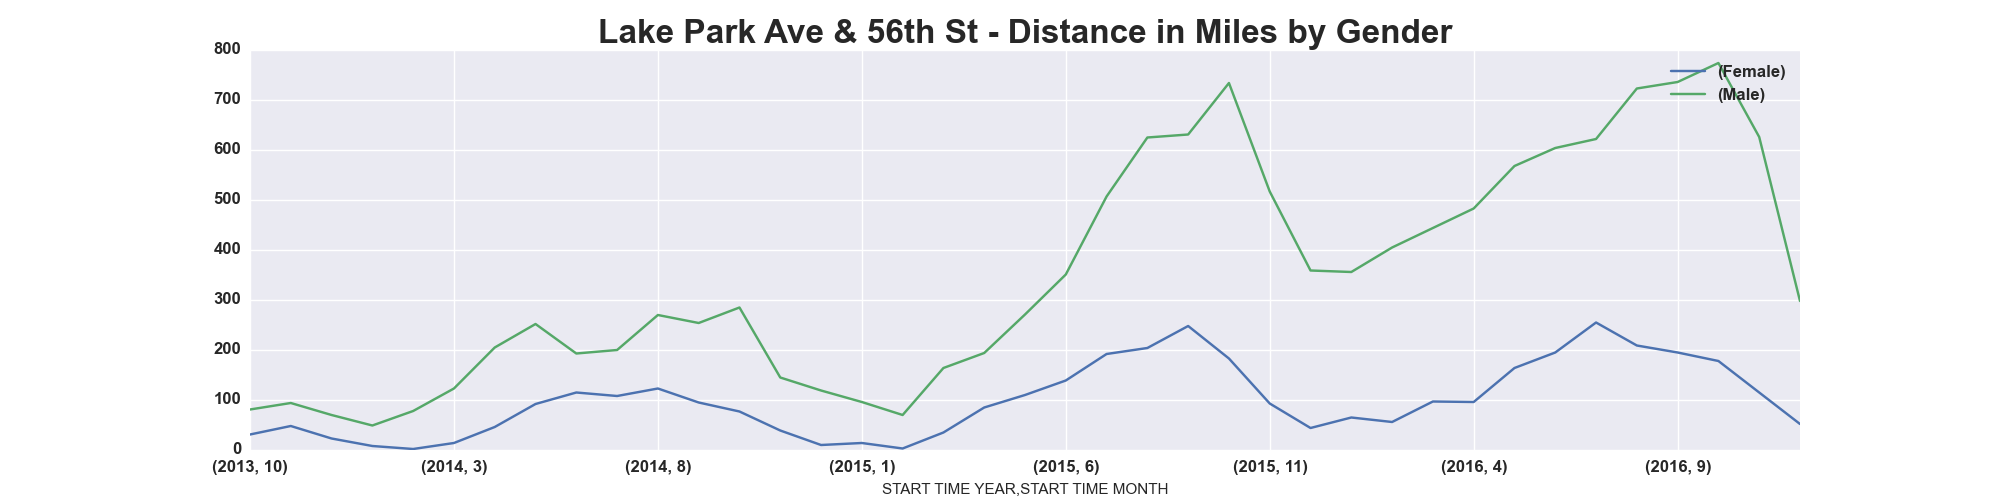 Lake Park Ave & 56th St - Distance in Miles by Gender
800
700
600
500
400
300
200
100
0
(Female)
(Male)
(2013, 10) (2014, 3) (2014, 8) (2015, 1) (2015, 6) (2015, 11) (2016, 4) (2016, 9)
START TIME YEAR,START TIME MONTH